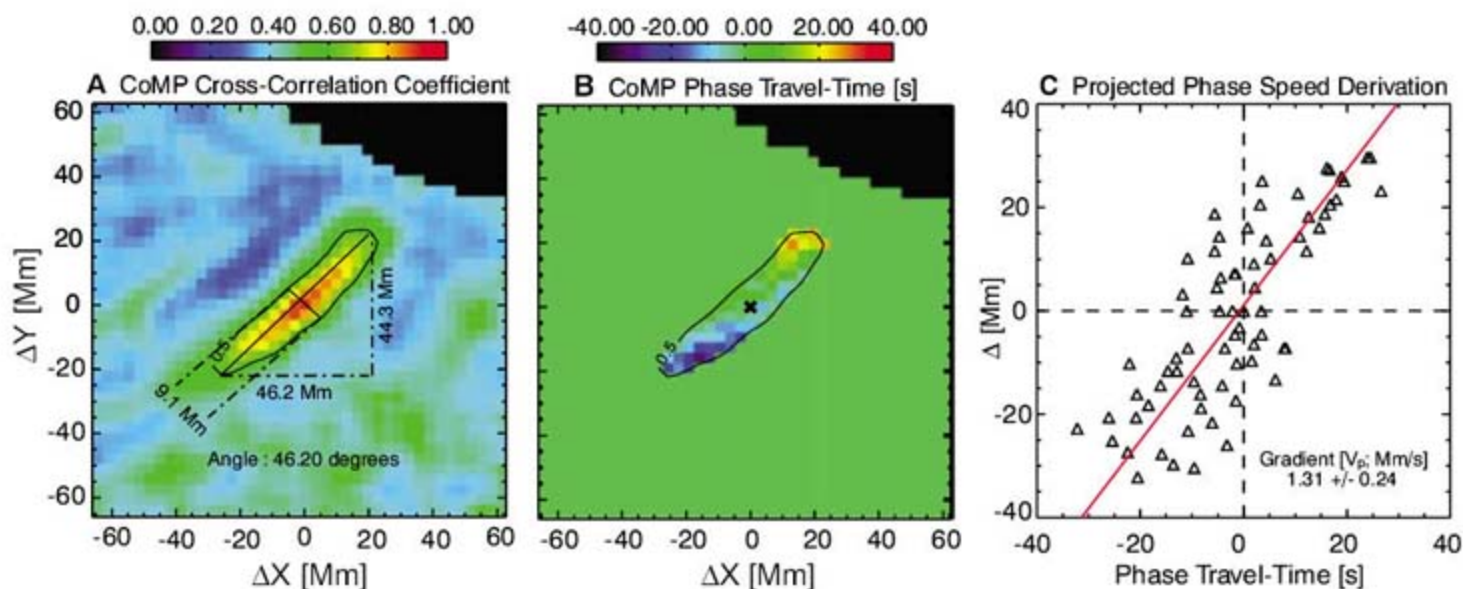 0.00 0.20 0.40 0.60 0.80 1.00
A CoMP Cross-Correlation Coefficient
60
40
20
0
-20
-40
-60
ΔY [Mm]
0.5
44.3 Mm
46.2 Mm
9.1 Mm
Angle : 46.20 degrees
-60 -40 -20 0 20 40 60
ΔX [Mm]
-40.00 -20.00 0.00 20.00 40.00
B CoMP Phase Travel-Time [s]
0.5
-60 -40 -20 0 20 40 60
ΔX [Mm]
C Projected Phase Speed Derivation
40
20
0
-20
-40
Δ [Mm]
Gradient [Vp; Mm/s]
1.31 +/- 0.24
-40 -20 0 20 40
Phase Travel-Time [s]